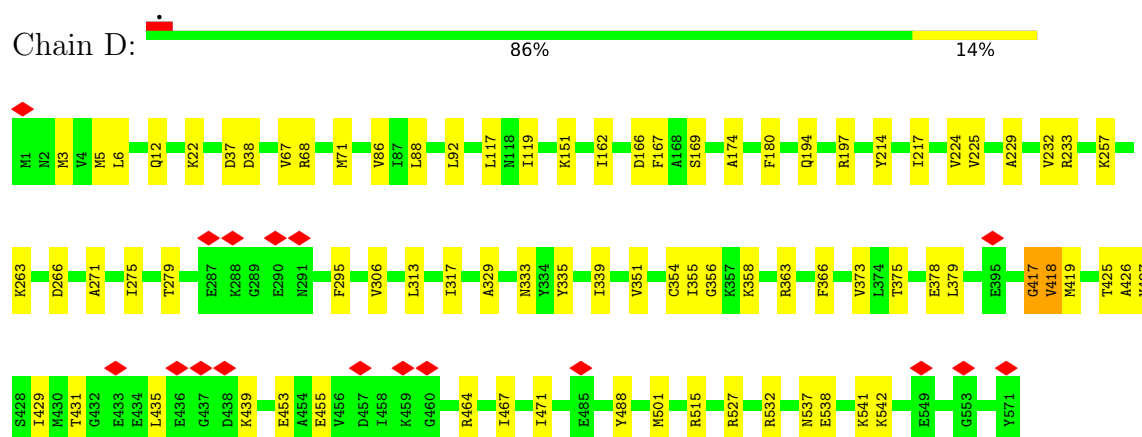 Chain D:
86% 14%
M1 N2 M3 V4 M5 L6 Q12 K22 D37 D38 V67 R68 M71 V86 I87 L88 L92 L117 N118 I119 K151 I162 D166 F167 A168 S169 A174 F180 Q194 R197 Y214 I217 V224 V225 A229 V232 R233 K257
K263 D266 A271 I275 T279 E287 K288 G289 E290 N291 F295 V306 L313 I317 A329 N333 Y334 Y335 I339 V351 C354 I355 G356 K357 K358 R363 F366 V373 L374 T375 E378 L379 E395 G417 V418 M419 T425 A426
S428 I429 M430 T431 G432 E433 E434 L435 E436 G437 D438 K439 E453 A454 E455 V456 D457 I458 K459 G460 R464 I467 I471 E485 Y488 M501 R515 R527 R532 N537 E538 K541 K542 E549 G553 Y571